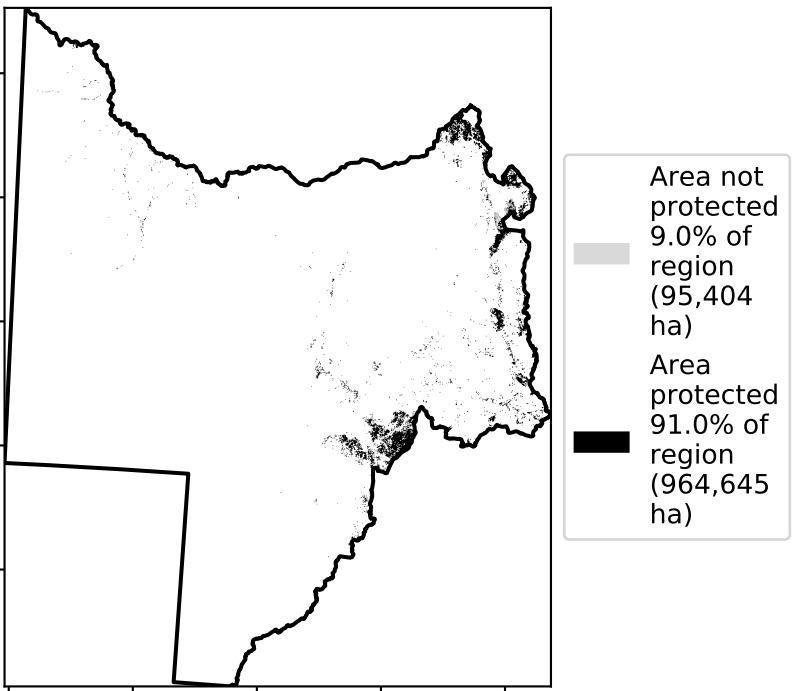 Area not
protected
9.0% of
region
(95,404
ha)
Area
protected
91.0% of
region
(964,645
ha)